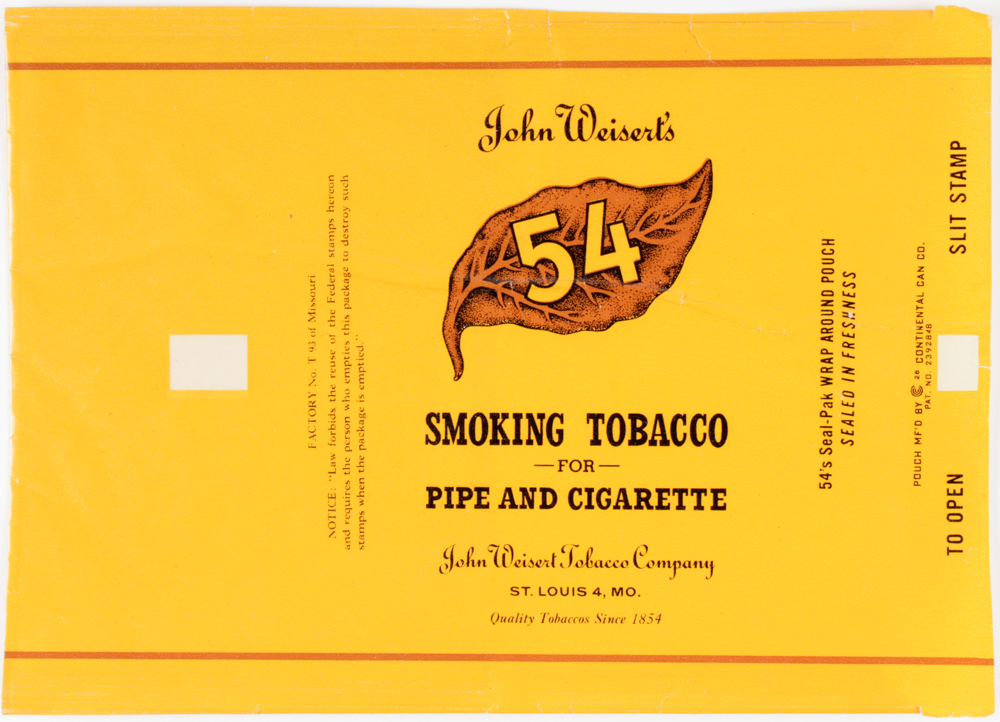 John Weisert's
54
SMOKING TOBACCO
—FOR—
PIPE AND CIGARETTE
John Weisert Tobacco Company
ST. LOUIS 4, MO.
Quality Tobaccos Since 1854
FACTORY No. T 93 of Missouri
NOTICE: "Law forbids the reuse of the Federal stamps hereon
and requires the person who empties this package to destroy such
stamps when the package is emptied."
54's Seal-Pak WRAP AROUND POUCH
SEALED IN FRESHNESS
POUCH MF'D BY C 26 CONTINENTAL CAN CO.
PAT. NO. 2392848
TO OPEN SLIT STAMP